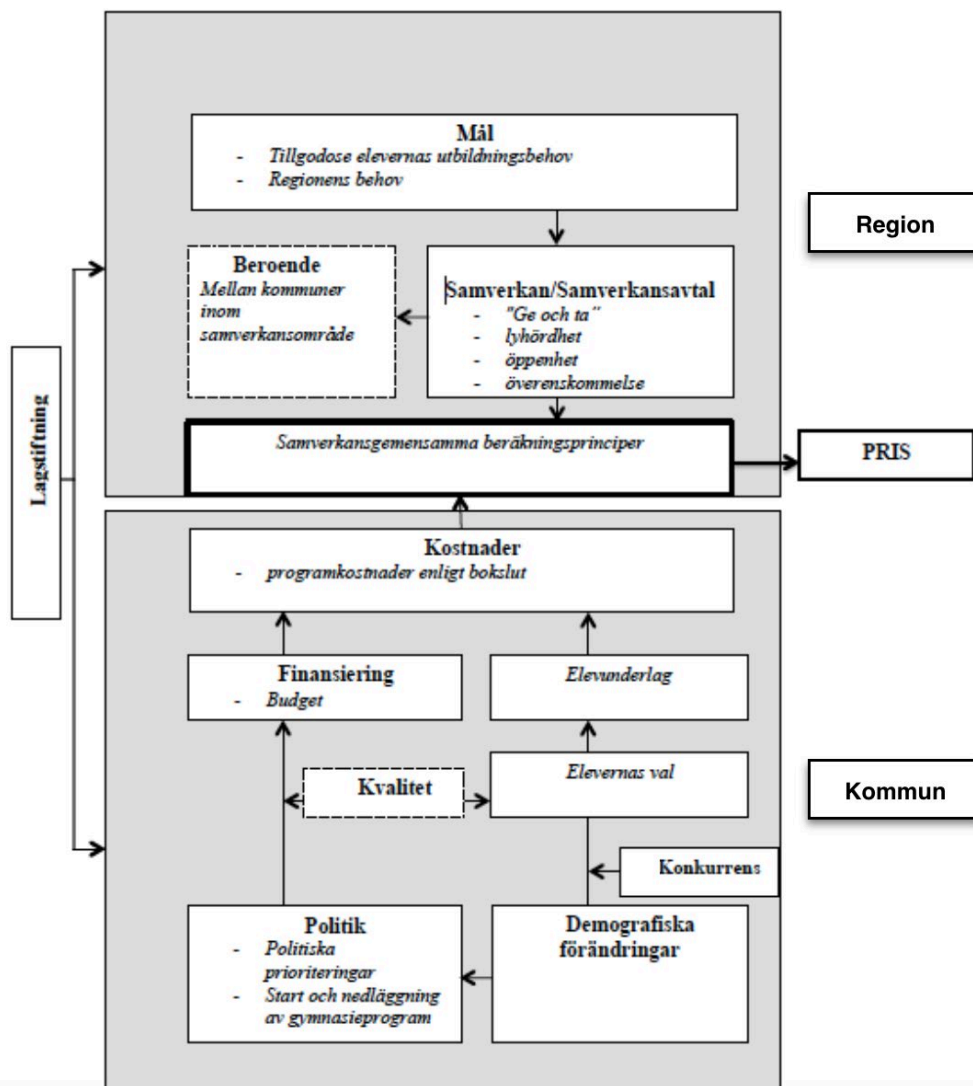 Mål
- Tillgodose elevernas utbildningsbehov
- Regionens behov
Region
Beroende
Mellan kommuner
inom
samverkansområde
Samverkan/Samverkansavtal
- "Ge och ta"
- lyhördhet
- öppenhet
- överenskommelse
Lagstiftning
Samverkansgemensamma beräkningsprinciper
PRIS
Kostnader
- programkostnader enligt bokslut
Finansiering
- Budget
Elevunderlag
Kvalitet
Elevernas val
Kommun
Konkurrens
Politik
- Politiska
prioriteringar
- Start och nedläggning
av gymnasieprogram
Demografiska
förändringar